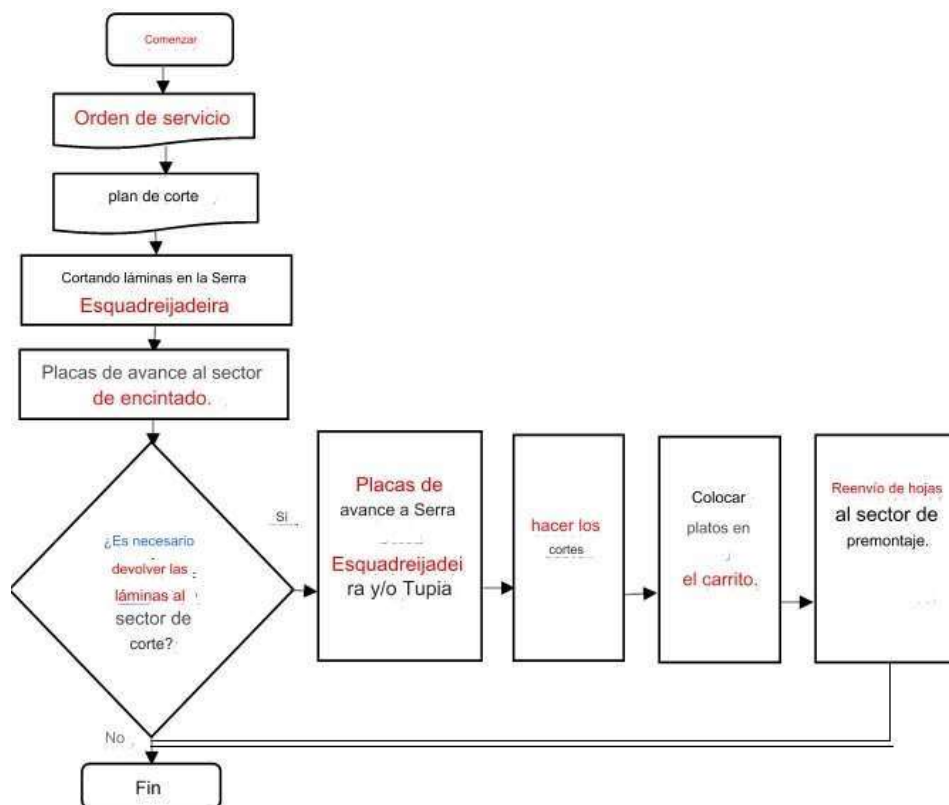 Comenzar
Orden de servicio
plan de corte
Cortando láminas en la Serra
Esquadreijadeira
Placas de avance al sector
de encintado.
¿Es necesario
devolver las
láminas al
sector de
corte?
Si
Placas de
avance a Serra
Esquadreijadei
ra y/o Tupia
hacer los
cortes
Colocar
platos en
el carrito.
Reenvío de hojas
al sector de
premontaje.
No
Fin